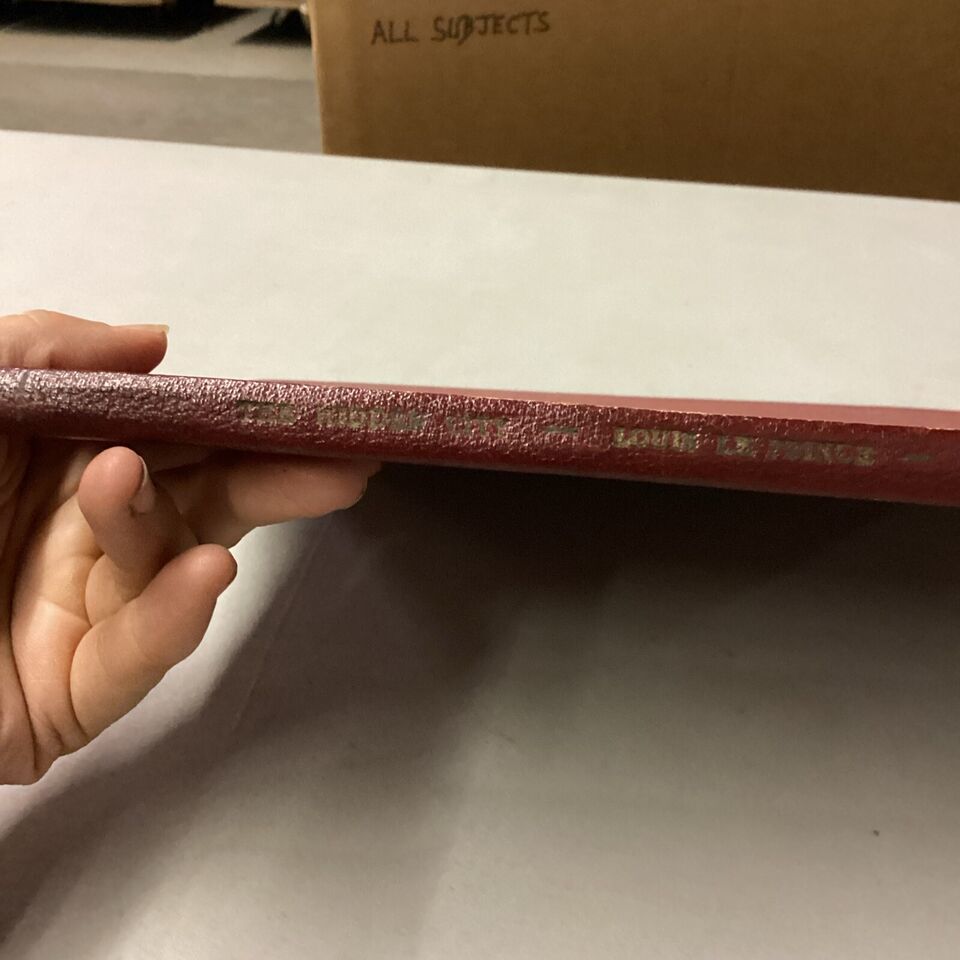 ALL SUBJECTS
THE HIDDEN CITY — LOUIS LE PRINCE —